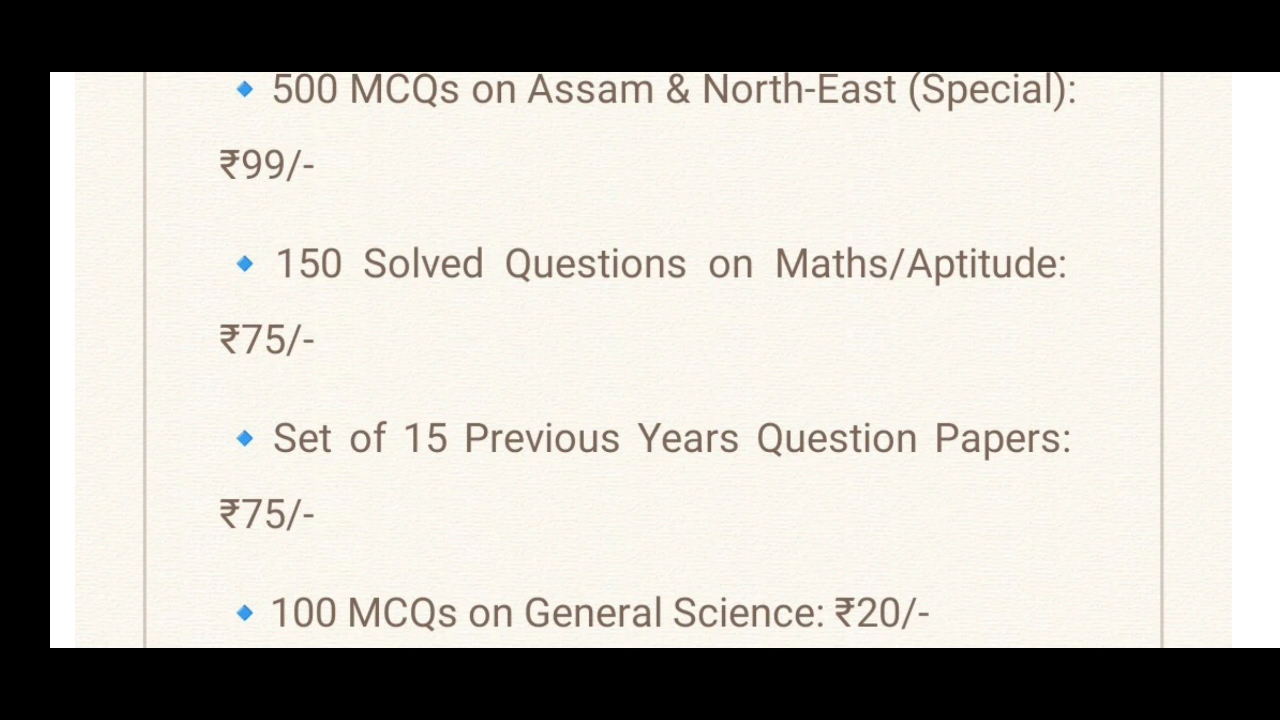 🔹 500 MCQs on Assam & North-East (Special):
₹99/-
🔹 150 Solved Questions on Maths/Aptitude:
₹75/-
🔹 Set of 15 Previous Years Question Papers:
₹75/-
🔹 100 MCQs on General Science: ₹20/-